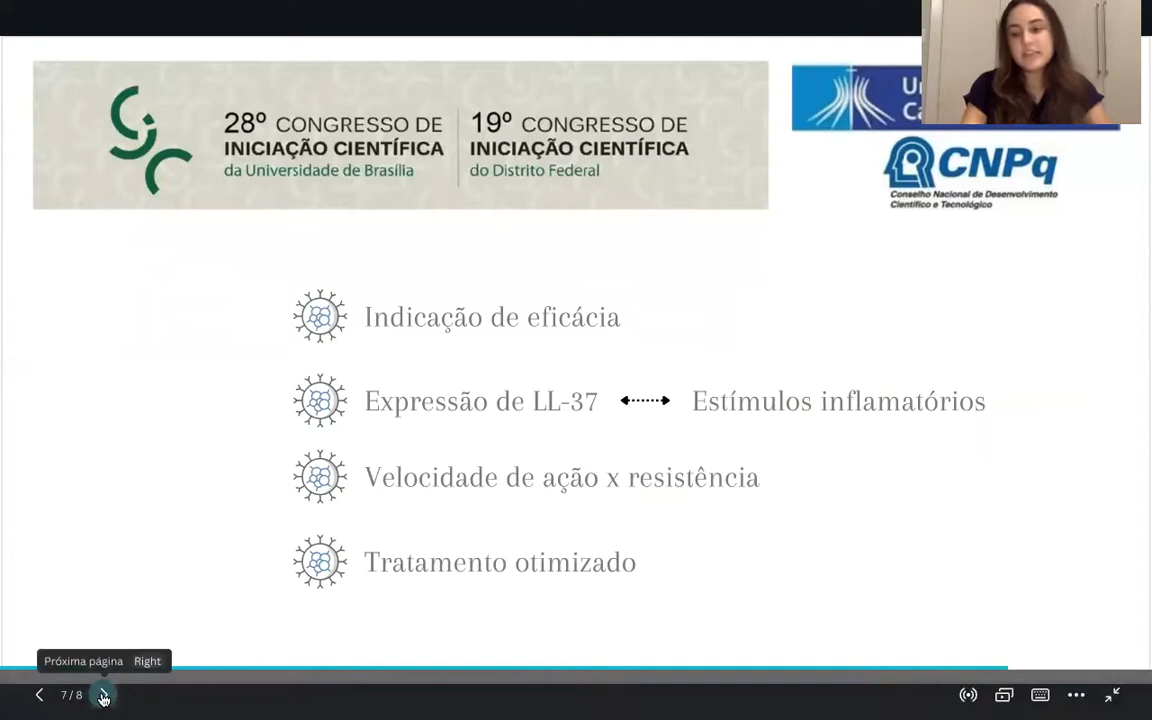 28º CONGRESSO DE
INICIAÇÃO CIENTÍFICA
da Universidade de Brasília
19º CONGRESSO DE
INICIAÇÃO CIENTÍFICA
do Distrito Federal
CNPq
Conselho Nacional de Desenvolvimento
Científico e Tecnológico
Indicação de eficácia
Expressão de LL-37 Estímulos inflamatórios
Velocidade de ação x resistência
Tratamento otimizado
Próxima página Right
7 / 8